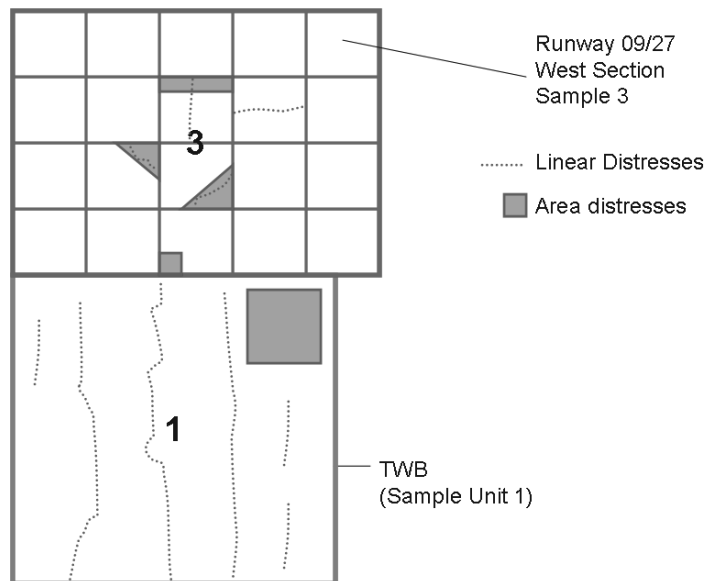 Runway 09/27
West Section
Sample 3
3
Linear Distresses
Area distresses
1
TWB
(Sample Unit 1)